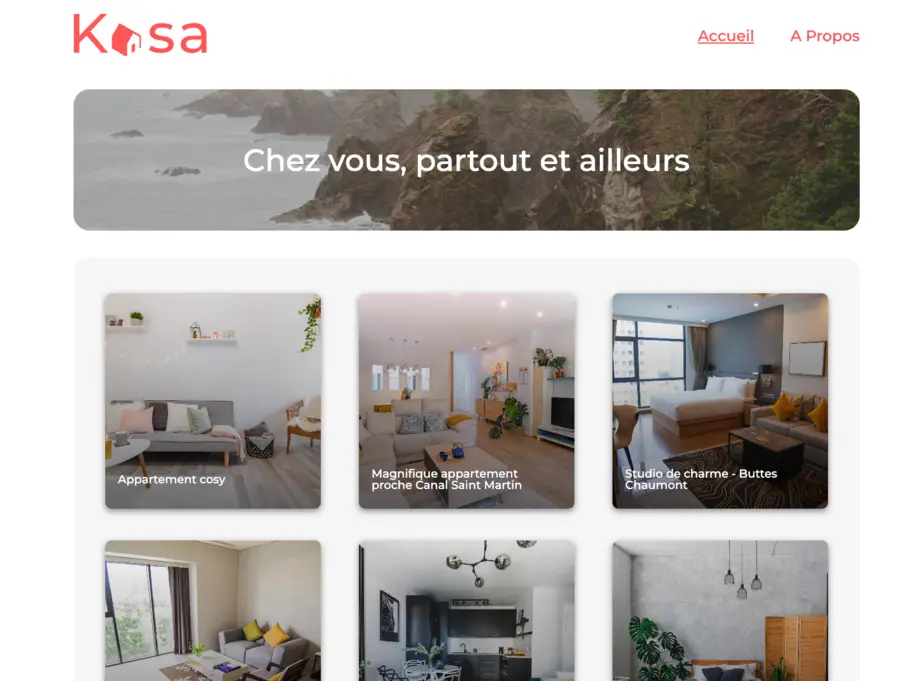 Kasa
Accueil
A Propos
Chez vous, partout et ailleurs
Appartement cosy
Magnifique appartement
proche Canal Saint Martin
Studio de charme - Buttes
Chaumont